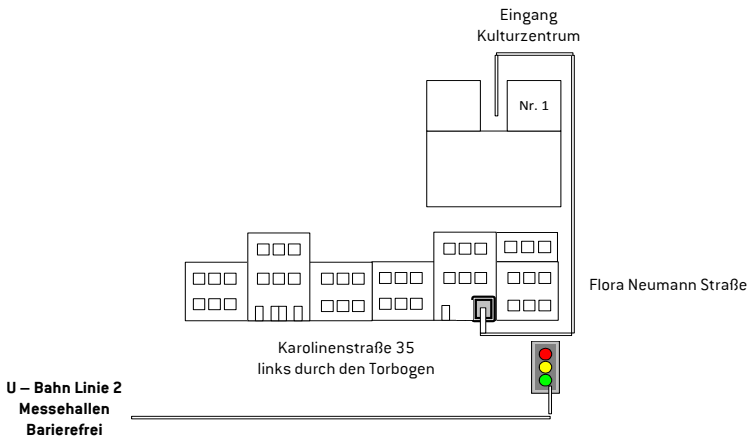 Eingang
Kulturzentrum
Nr. 1
Flora Neumann Straße
Karolinenstraße 35
links durch den Torbogen
U – Bahn Linie 2
Messehallen
Barierefrei